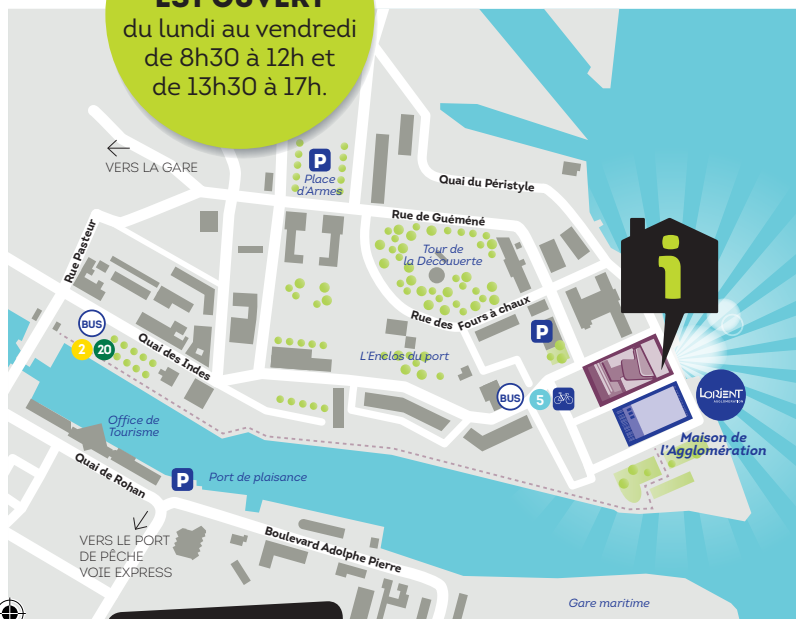 EST OUVERT
du lundi au vendredi
de 8h30 à 12h et
de 13h30 à 17h.
VERS LA GARE
P
Place
d'Armes
Quai du Péristyle
Rue de Guéméné
Rue Pasteur
Tour de
la Découverte
i
Rue des Fours à chaux
BUS
2
20
Quai des Indes
P
L'Enclos du port
BUS
5
LORIENT
AGGLOMÉRATION
Maison de
l'Agglomération
Office de
Tourisme
Quai de Rohan
P
Port de plaisance
VERS LE PORT
DE PÊCHE
VOIE EXPRESS
Boulevard Adolphe Pierre
Gare maritime